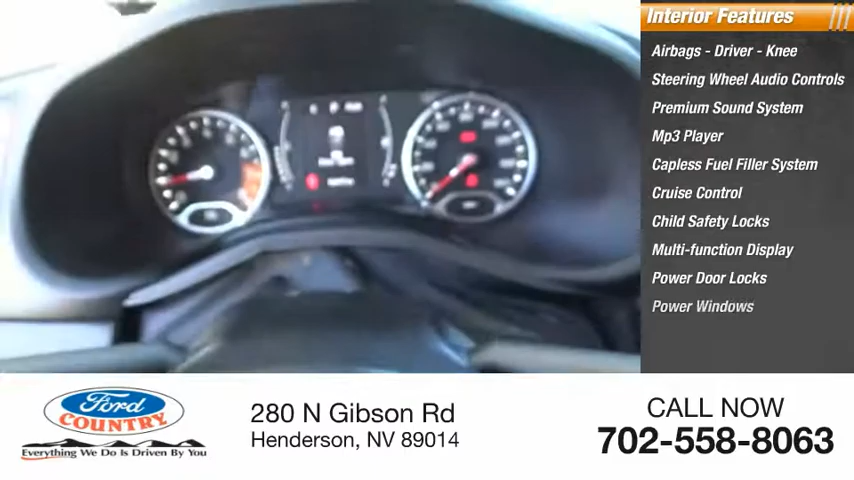 Interior Features
Airbags - Driver - Knee
Steering Wheel Audio Controls
Premium Sound System
Mp3 Player
Capless Fuel Filler System
Cruise Control
Child Safety Locks
Multi-function Display
Power Door Locks
Power Windows
Ford
COUNTRY
Everything We Do Is Driven By You
280 N Gibson Rd
Henderson, NV 89014
CALL NOW
702-558-8063